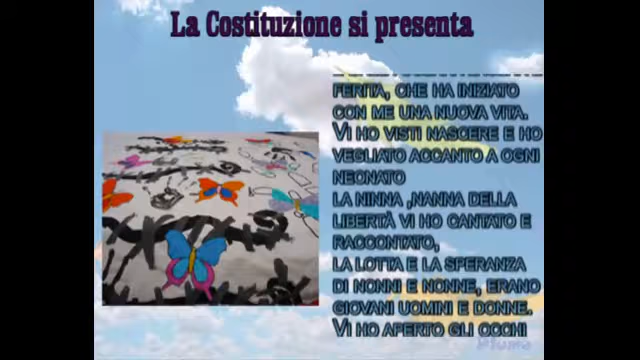 La Costituzione si presenta
FERITA, CHE HA INIZIATO
CON ME UNA NUOVA VITA.
VI HO VISTI NASCERE E HO
VEGLIATO ACCANTO A OGNI
NEONATO
LA NINNA ,NANNA DELLA
LIBERTÀ VI HO CANTATO E
RACCONTATO,
LA LOTTA E LA SPERANZA
DI NONNI E NONNE, ERANO
GIOVANI UOMINI E DONNE.
VI HO APERTO GLI OCCHI